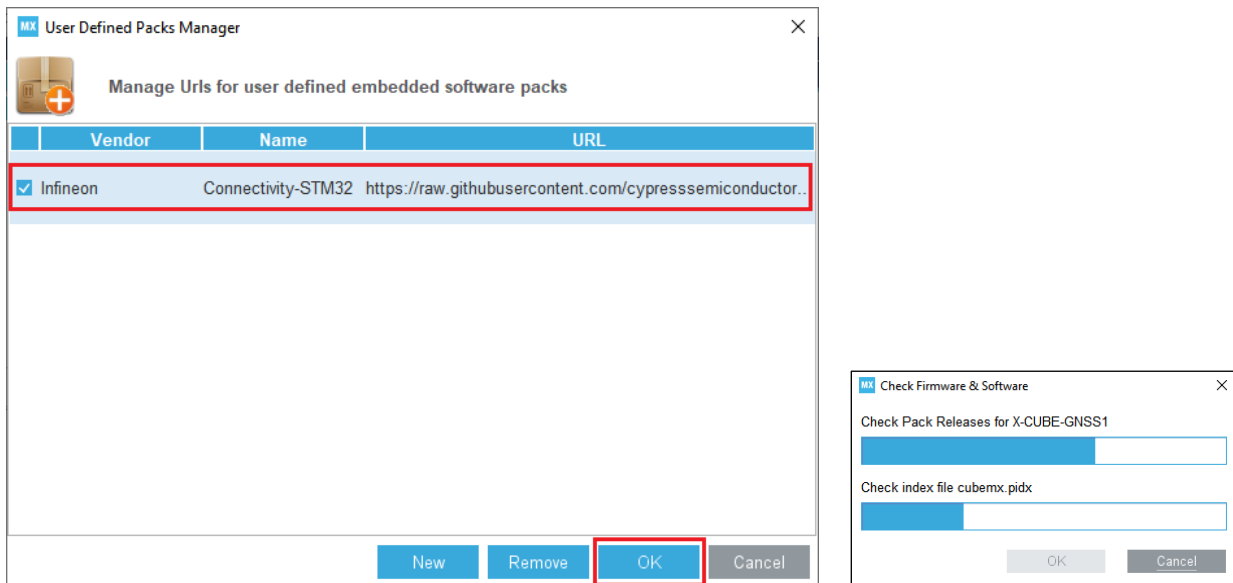 MX User Defined Packs Manager
Manage Urls for user defined embedded software packs
Vendor Name URL
Infineon Connectivity-STM32 https://raw.githubusercontent.com/cypresssemiconductor..
New Remove OK Cancel
MX Check Firmware & Software
Check Pack Releases for X-CUBE-GNSS1
Check index file cubemx.pidx
OK Cancel